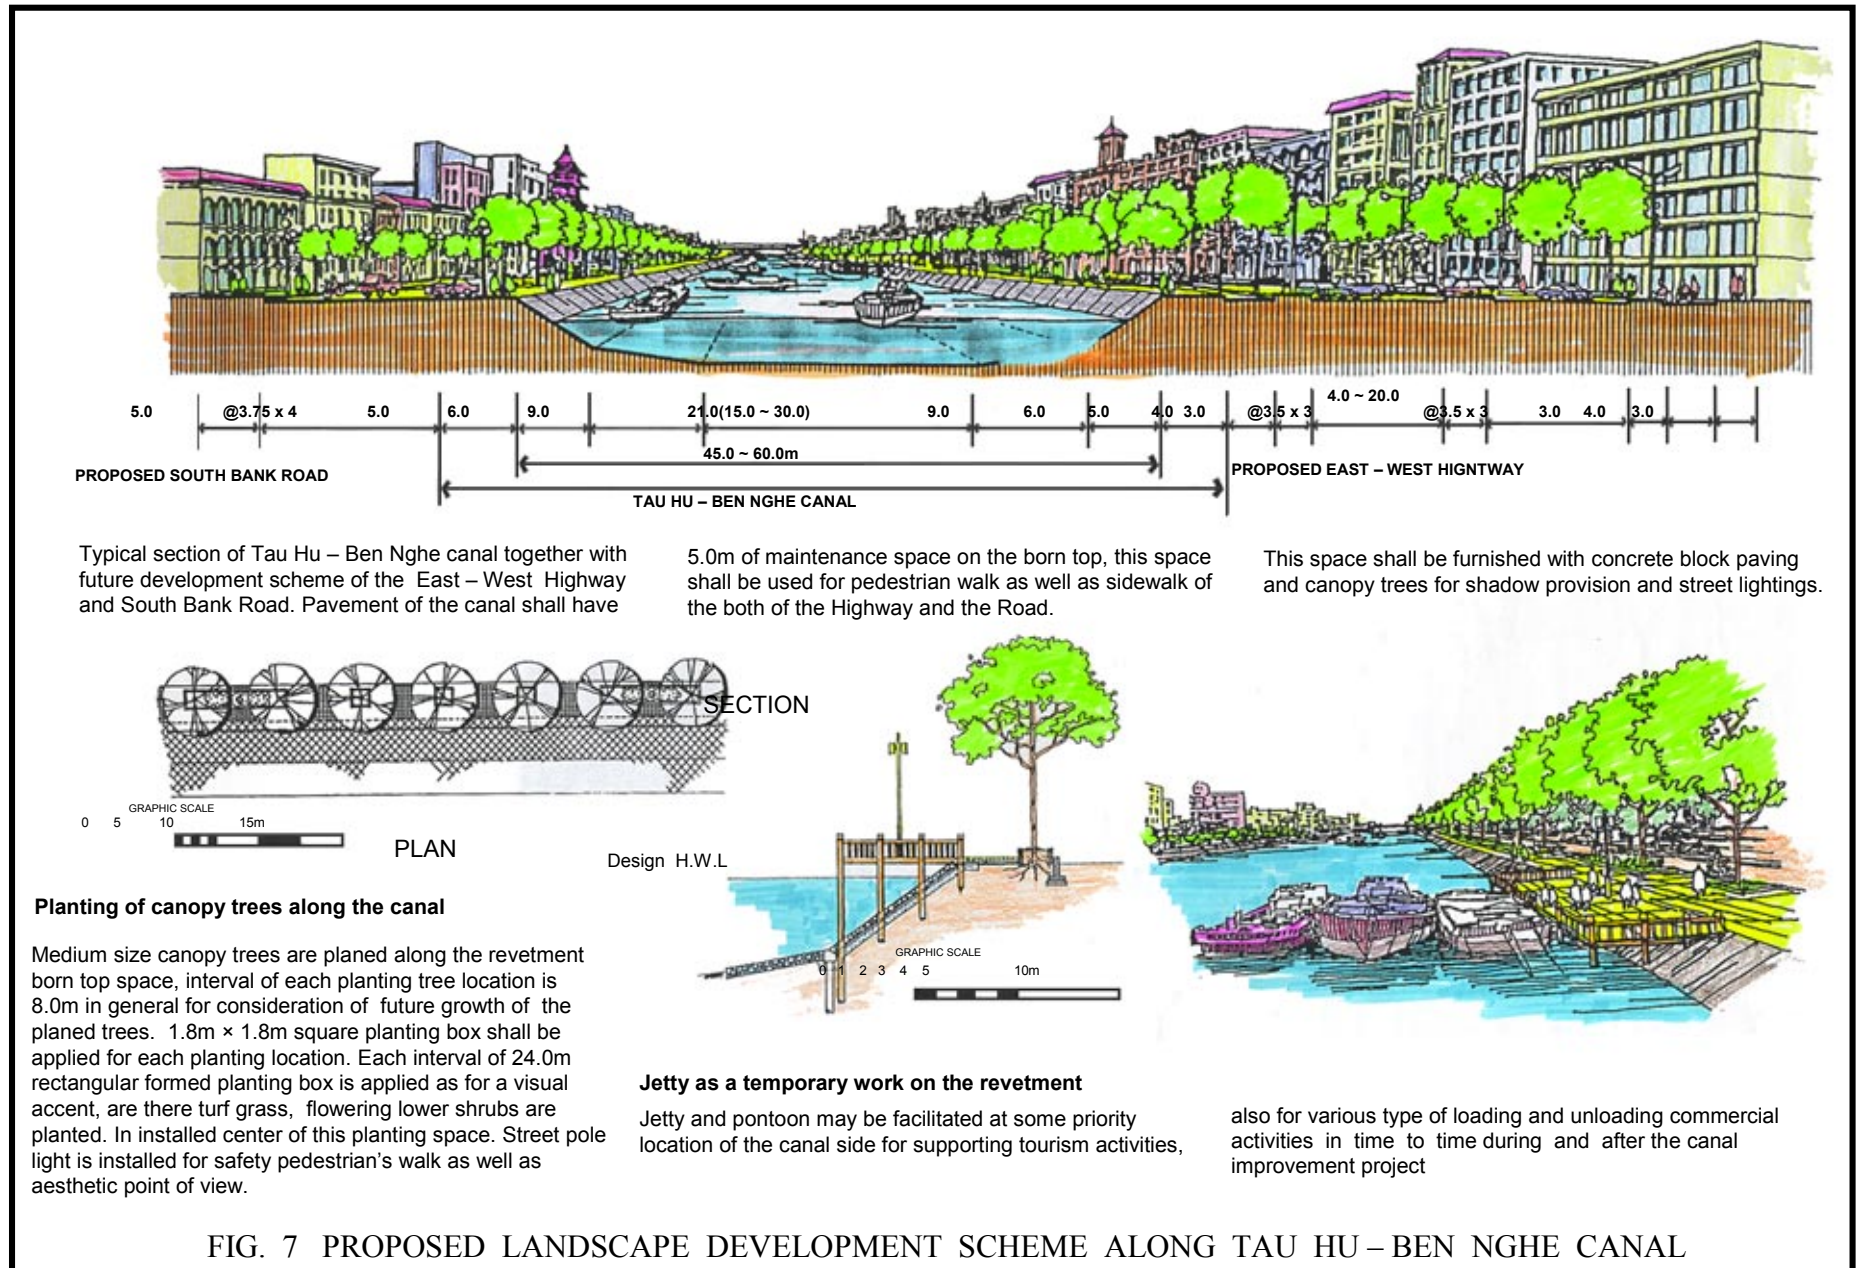 5.0 @3.75 x 4 5.0 6.0 9.0 21.0(15.0 ~ 30.0) 9.0 6.0 5.0 4.0 3.0 @3.5 x 3 4.0 ~ 20.0 @3.5 x 3 3.0 4.0 3.0
45.0 ~ 60.0m
PROPOSED SOUTH BANK ROAD
PROPOSED EAST – WEST HIGNTWAY
TAU HU – BEN NGHE CANAL
Typical section of Tau Hu – Ben Nghe canal together with
future development scheme of the East – West Highway
and South Bank Road. Pavement of the canal shall have
5.0m of maintenance space on the born top, this space
shall be used for pedestrian walk as well as sidewalk of
the both of the Highway and the Road.
This space shall be furnished with concrete block paving
and canopy trees for shadow provision and street lightings.
SECTION
GRAPHIC SCALE
0 5 10 15m
PLAN
Design H.W.L
GRAPHIC SCALE
0 1 2 3 4 5 10m
Planting of canopy trees along the canal
Medium size canopy trees are planed along the revetment
born top space, interval of each planting tree location is
8.0m in general for consideration of future growth of the
planed trees. 1.8m × 1.8m square planting box shall be
applied for each planting location. Each interval of 24.0m
rectangular formed planting box is applied as for a visual
accent, are there turf grass, flowering lower shrubs are
planted. In installed center of this planting space. Street pole
light is installed for safety pedestrian's walk as well as
aesthetic point of view.
Jetty as a temporary work on the revetment
Jetty and pontoon may be facilitated at some priority
location of the canal side for supporting tourism activities,
also for various type of loading and unloading commercial
activities in time to time during and after the canal
improvement project
FIG. 7 PROPOSED LANDSCAPE DEVELOPMENT SCHEME ALONG TAU HU – BEN NGHE CANAL